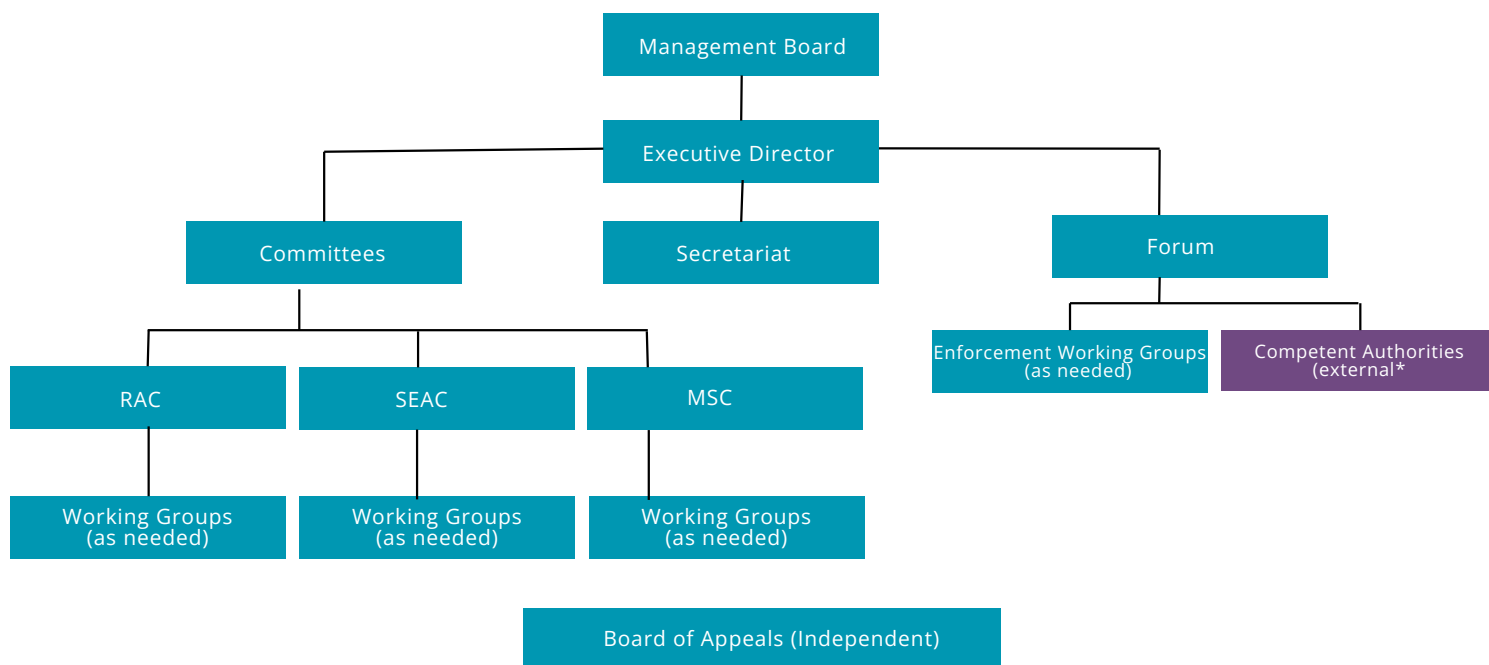 Management Board
Executive Director
Committees
Secretariat
Forum
Enforcement Working Groups
(as needed)
Competent Authorities
(external*
RAC
SEAC
MSC
Working Groups
(as needed)
Working Groups
(as needed)
Working Groups
(as needed)
Board of Appeals (Independent)